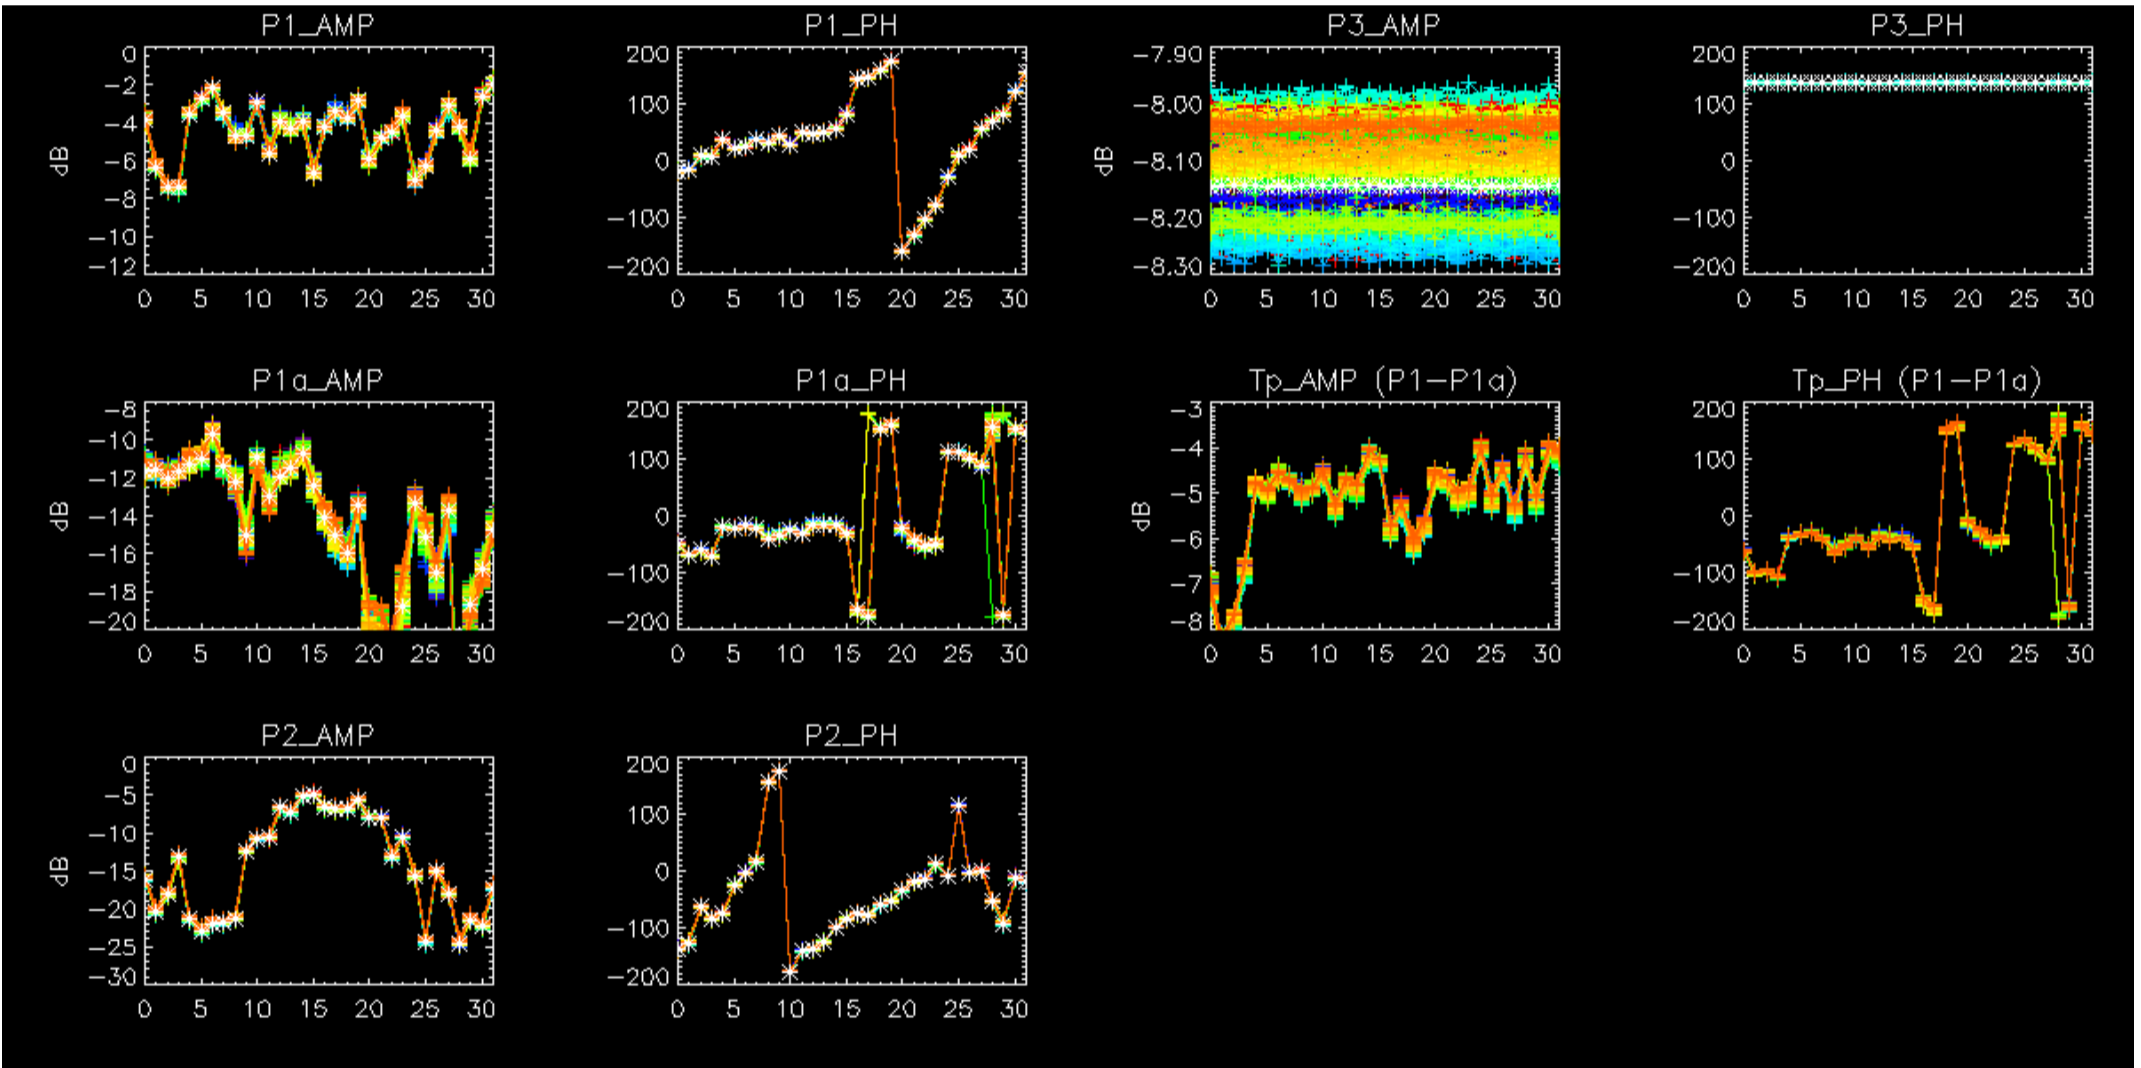 P1_AMP P1_PH P3_AMP P3_PH
0 200 -7.90 200
-2
-4 100 -8.00 100
dB -6 0 dB -8.10 0
-8
-10 -100 -8.20 -100
-12 -200 -8.30 -200
0 5 10 15 20 25 30 0 5 10 15 20 25 30 0 5 10 15 20 25 30 0 5 10 15 20 25 30
P1a_AMP P1a_PH Tp_AMP (P1-P1a) Tp_PH (P1-P1a)
-8 200 -3 200
-10 100 -4 100
-12
dB -14 0 dB -5 0
-16 -6
-18 -100 -7 -100
-20 -200 -8 -200
0 5 10 15 20 25 30 0 5 10 15 20 25 30 0 5 10 15 20 25 30 0 5 10 15 20 25 30
P2_AMP P2_PH
0 200
-5 100
-10
dB -15 0
-20 -100
-25
-30 -200
0 5 10 15 20 25 30 0 5 10 15 20 25 30